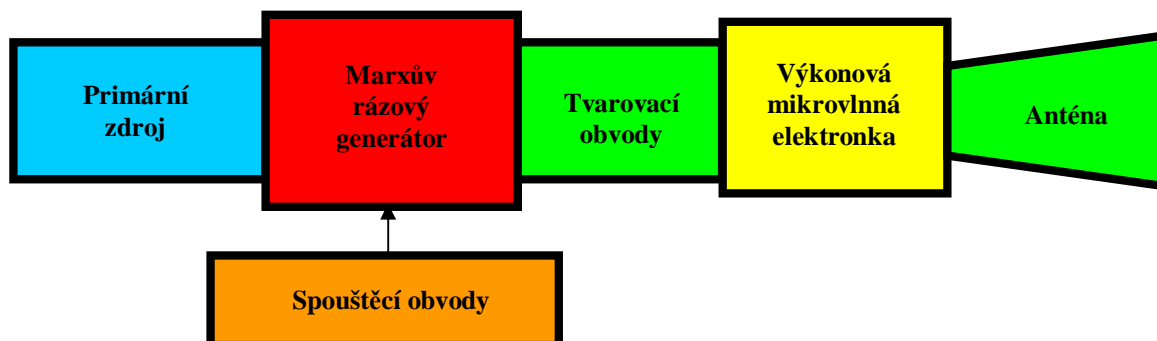 Primární
zdroj
Marxův
rázový
generátor
Tvarovací
obvody
Výkonová
mikrovlnná
elektronka
Anténa
Spouštěcí obvody